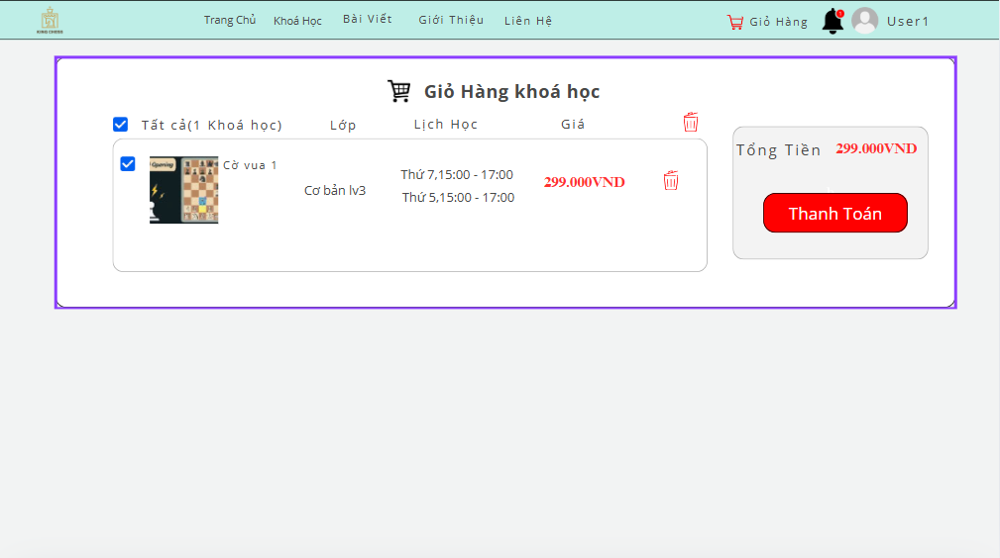 KING CHESS
Trang Chủ Khoá Học Bài Viết Giới Thiệu Liên Hệ Giỏ Hàng 1 User1
Giỏ Hàng khoá học
Tất cả(1 Khoá học) Lớp Lịch Học Giá
Opening Cờ vua 1
Cơ bản lv3
Thứ 7,15:00 - 17:00
Thứ 5,15:00 - 17:00
299.000VND
Tổng Tiền 299.000VND
Thanh Toán